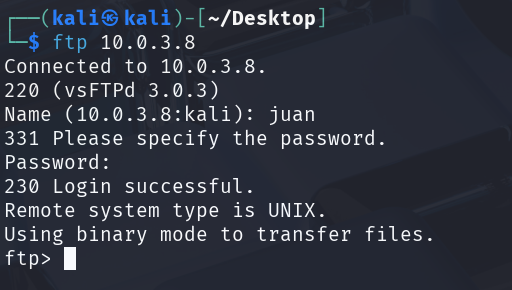 ┌──(kali㉿kali)-[~/Desktop]
└─$ ftp 10.0.3.8
Connected to 10.0.3.8.
220 (vsFTPd 3.0.3)
Name (10.0.3.8:kali): juan
331 Please specify the password.
Password:
230 Login successful.
Remote system type is UNIX.
Using binary mode to transfer files.
ftp>